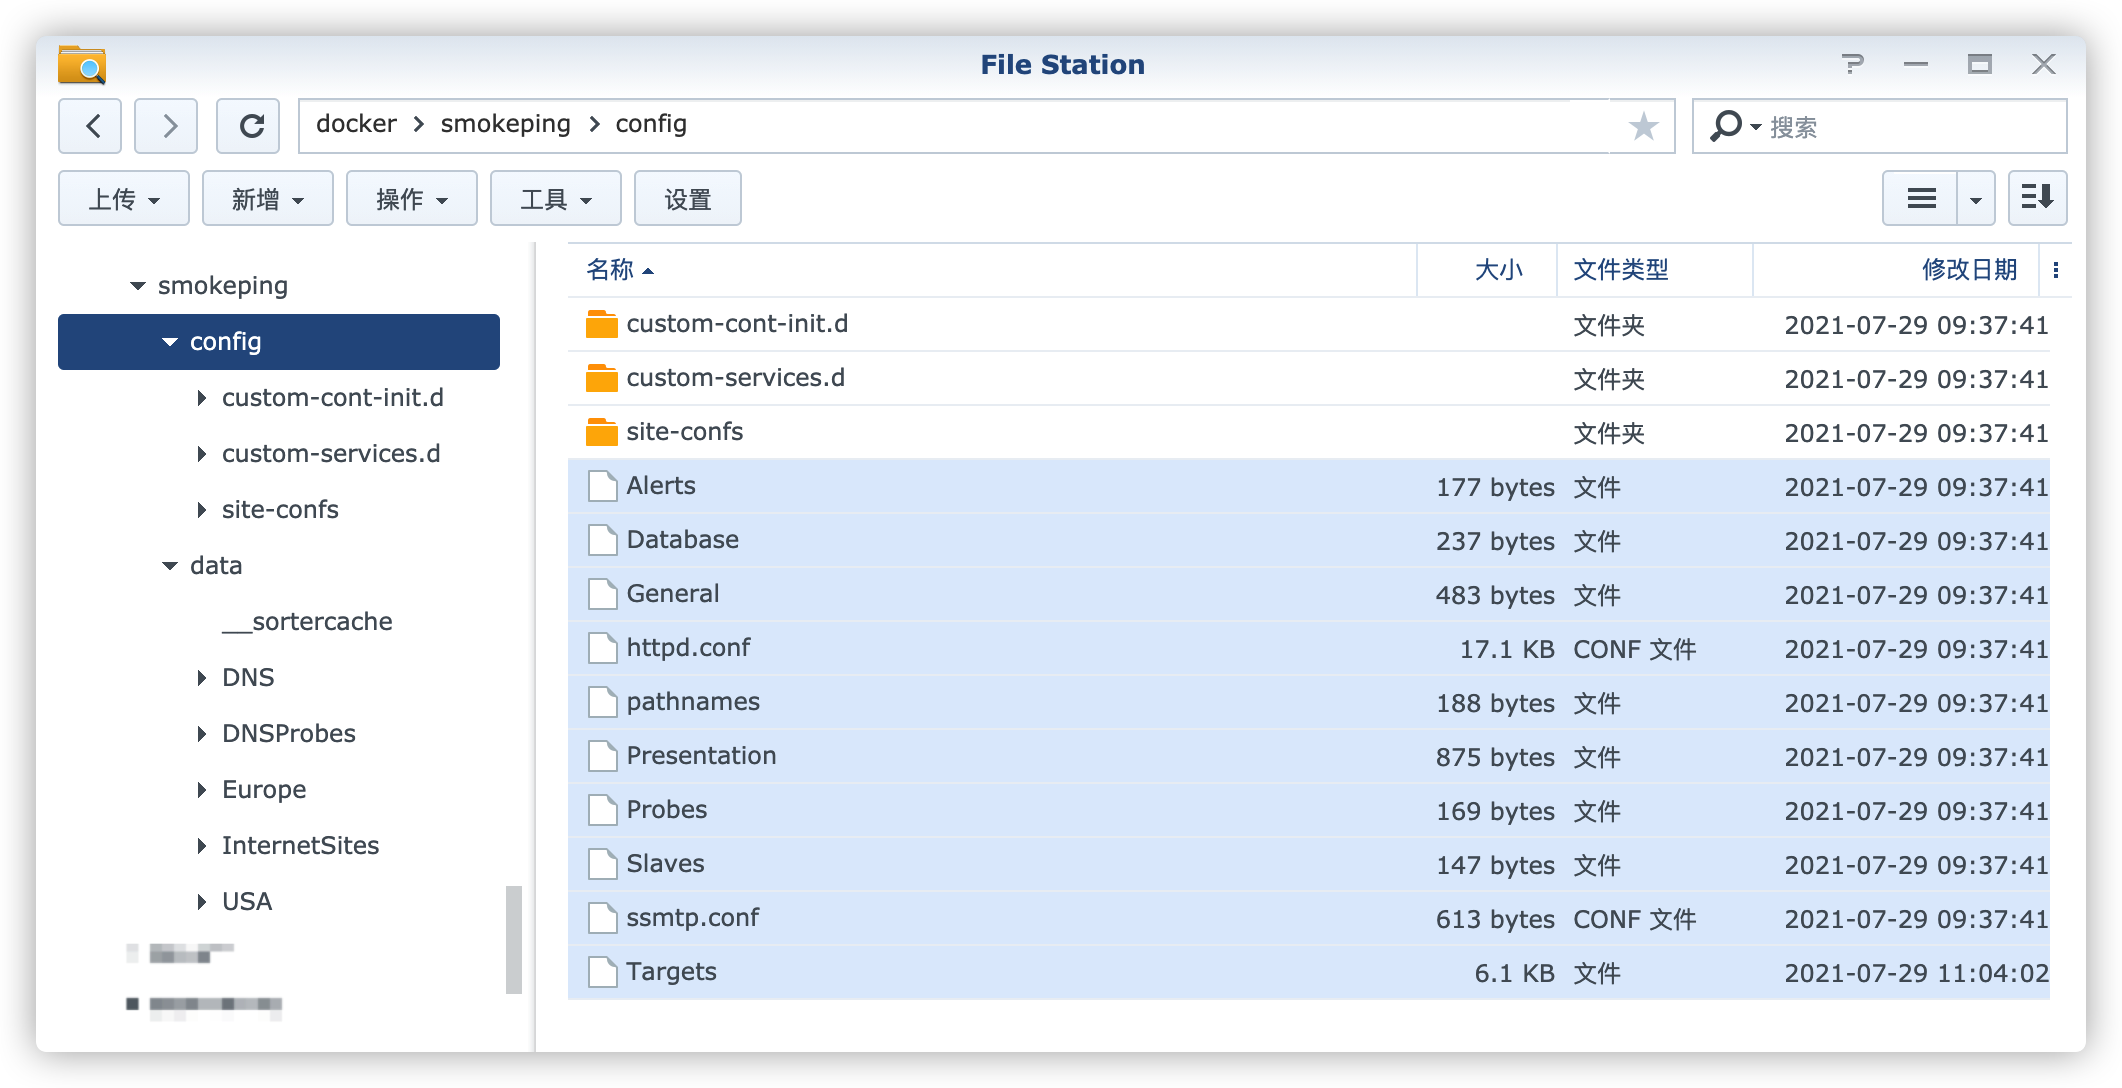 File Station
docker > smokeping > config
搜索
上传 新增 操作 工具 设置
smokeping
config
custom-cont-init.d
custom-services.d
site-confs
data
__sortercache
DNS
DNSProbes
Europe
InternetSites
USA
名称 大小 文件类型 修改日期
custom-cont-init.d 文件夹 2021-07-29 09:37:41
custom-services.d 文件夹 2021-07-29 09:37:41
site-confs 文件夹 2021-07-29 09:37:41
Alerts 177 bytes 文件 2021-07-29 09:37:41
Database 237 bytes 文件 2021-07-29 09:37:41
General 483 bytes 文件 2021-07-29 09:37:41
httpd.conf 17.1 KB CONF 文件 2021-07-29 09:37:41
pathnames 188 bytes 文件 2021-07-29 09:37:41
Presentation 875 bytes 文件 2021-07-29 09:37:41
Probes 169 bytes 文件 2021-07-29 09:37:41
Slaves 147 bytes 文件 2021-07-29 09:37:41
ssmtp.conf 613 bytes CONF 文件 2021-07-29 09:37:41
Targets 6.1 KB 文件 2021-07-29 11:04:02